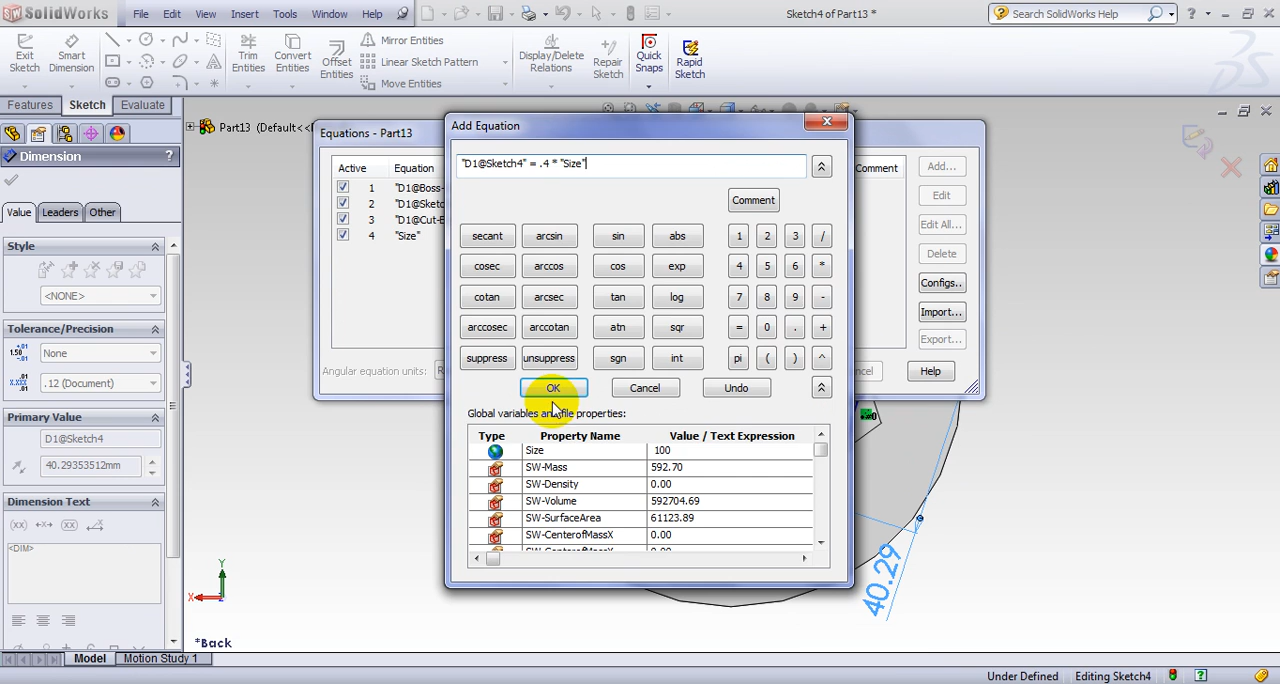 SolidWorks File Edit View Insert Tools Window Help Sketch4 of Part13 * Search SolidWorks Help ?
Exit Sketch
Smart Dimension
Trim Entities
Convert Entities
Offset Entities
Mirror Entities
Linear Sketch Pattern
Move Entities
Display/Delete Relations
Repair Sketch
Quick Snaps
Rapid Sketch
Features Sketch Evaluate
Part13 (Default<<
Dimension ?
Value Leaders Other
Style
<NONE>
Tolerance/Precision
None
.12 (Document)
Primary Value
D1@Sketch4
40.29353512mm
Dimension Text
(xx) (xx)
<DIM>
Equations - Part13
Active Equation Comment
1 "D1@Boss-
2 "D1@Sketc
3 "D1@Cut-E
4 "Size"
Angular equation units:
Add...
Edit
Edit All...
Delete
Configs..
Import...
Export...
ncel Help
Add Equation
"D1@Sketch4" = .4 * "Size"
Comment
secant arcsin sin abs 1 2 3 /
cosec arccos cos exp 4 5 6 *
cotan arcsec tan log 7 8 9 -
arccosec arccotan atn sqr = 0 . +
suppress unsuppress sgn int pi ( ) ^
OK Cancel Undo
Global variables and file properties:
Type Property Name Value / Text Expression
Size 100
SW-Mass 592.70
SW-Density 0.00
SW-Volume 592704.69
SW-SurfaceArea 61123.89
SW-CenterofMassX 0.00
40.29
Y
X
*Back
Model Motion Study 1
Under Defined Editing Sketch4 ?